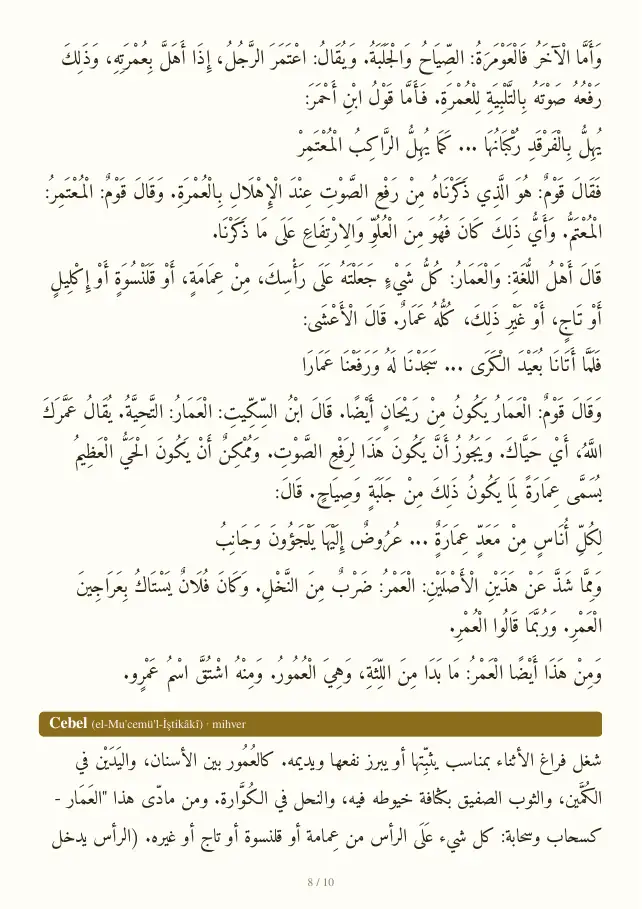 وَأَمَّا الْآخَرُ فَالْعَوْمَرَةُ: الصِّيَاحُ وَالْجَلَبَةُ. وَيُقَالُ: اعْتَمَرَ الرَّجُلُ، إِذَا أَهَلَّ بِعُمْرَتِهِ، وَذَلِكَ
رَفْعُهُ صَوْتَهُ بِالتَّلْبِيَةِ لِلْعُمْرَةِ. فَأَمَّا قَوْلُ ابْنِ أَحْمَرَ:
يُهِلُّ بِالْفَرْقَدِ رُكْبَانُهَا ... كَمَا يُهِلُّ الرَّاكِبُ الْمُعْتَمِرْ
فَقَالَ قَوْمٌ: هُوَ الَّذِي ذَكَرْنَاهُ مِنْ رَفْعِ الصَّوْتِ عِنْدَ الْإِهْلَالِ بِالْعُمْرَةِ. وَقَالَ قَوْمٌ: الْمُعْتَمِرُ:
الْمُعْتَمُّ. وَأَيُّ ذَلِكَ كَانَ فَهُوَ مِنَ الْعُلُوِّ وَالِارْتِفَاعِ عَلَى مَا ذَكَرْنَا.
قَالَ أَهْلُ اللُّغَةِ: وَالْعَمَارُ: كُلُّ شَيْءٍ جَعَلْتَهُ عَلَى رَأْسِكَ، مِنْ عِمَامَةٍ، أَوْ قَلَنْسُوَةٍ أَوْ إِكْلِيلٍ
أَوْ تَاجٍ، أَوْ غَيْرِ ذَلِكَ، كُلُّهُ عَمَارٌ. قَالَ الْأَعْشَى:
فَلَمَّا أَتَانَا بُعَيْدَ الْكَرَى ... سَجَدْنَا لَهُ وَرَفَعْنَا عَمَارَا
وَقَالَ قَوْمٌ: الْعَمَارُ يَكُونُ مِنْ رَيْحَانٍ أَيْضًا. قَالَ ابْنُ السِّكِّيتِ: الْعَمَارُ: التَّحِيَّةُ. يُقَالُ عَمَّرَكَ
اللَّهُ، أَيْ حَيَّاكَ. وَيَجُوزُ أَنَّ يَكُونَ هَذَا لِرَفْعِ الصَّوْتِ. وَمُمْكِنٌ أَنْ يَكُونَ الْحَيُّ الْعَظِيمُ
يُسَمَّى عِمَارَةً لِمَا يَكُونُ ذَلِكَ مِنْ جَلَبَةٍ وَصِيَاحٍ. قَالَ:
لِكُلِّ أُنَاسٍ مِنْ مَعَدٍّ عِمَارَةٌ ... عُرُوضٌ إِلَيْهَا يَلْجَؤُونَ وَجَانِبُ
وَمِمَّا شَذَّ عَنْ هَذَيْنِ الْأَصْلَيْنِ: الْعَمْرُ: ضَرْبٌ مِنَ النَّخْلِ. وَكَانَ فُلَانٌ يَسْتَاكُ بِعَرَاجِينَ
الْعَمْرِ. وَرُبَّمَا قَالُوا الْعُمْرِ.
وَمِنْ هَذَا أَيْضًا الْعَمْرُ: مَا بَدَا مِنَ اللِّثَةِ، وَهِيَ الْعُمُورُ. وَمِنْهُ اشْتُقَّ اسْمُ عَمْرٍو.
Cebel (el-Mu'cemü'l-İştikâkî) · mihver
شغل فراغ الأثناء بمناسب يثبِّتها أو يبرز نفعها ويديمه. كالعُمُور بين الأسنان، واليَدَيْن في
الكُمَّين، والثوب الصفيق بكثافة خيوطه فيه، والنحل في الكُوَّارة. ومن مادّى هذا "العَمَار -
كسحاب وسحابة: كل شيء عَلَى الرأس من عِمامة أو قلنسوة أو تاج أو غيره. (الرأس يدخل
8 / 10